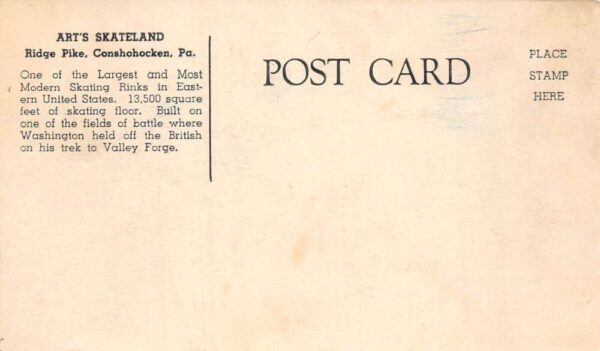 ART'S SKATELAND
Ridge Pike, Conshohocken, Pa.
One of the Largest and Most
Modern Skating Rinks in East-
ern United States. 13,500 square
feet of skating floor. Built on
one of the fields of battle where
Washington held off the British
on his trek to Valley Forge.
POST CARD
PLACE
STAMP
HERE